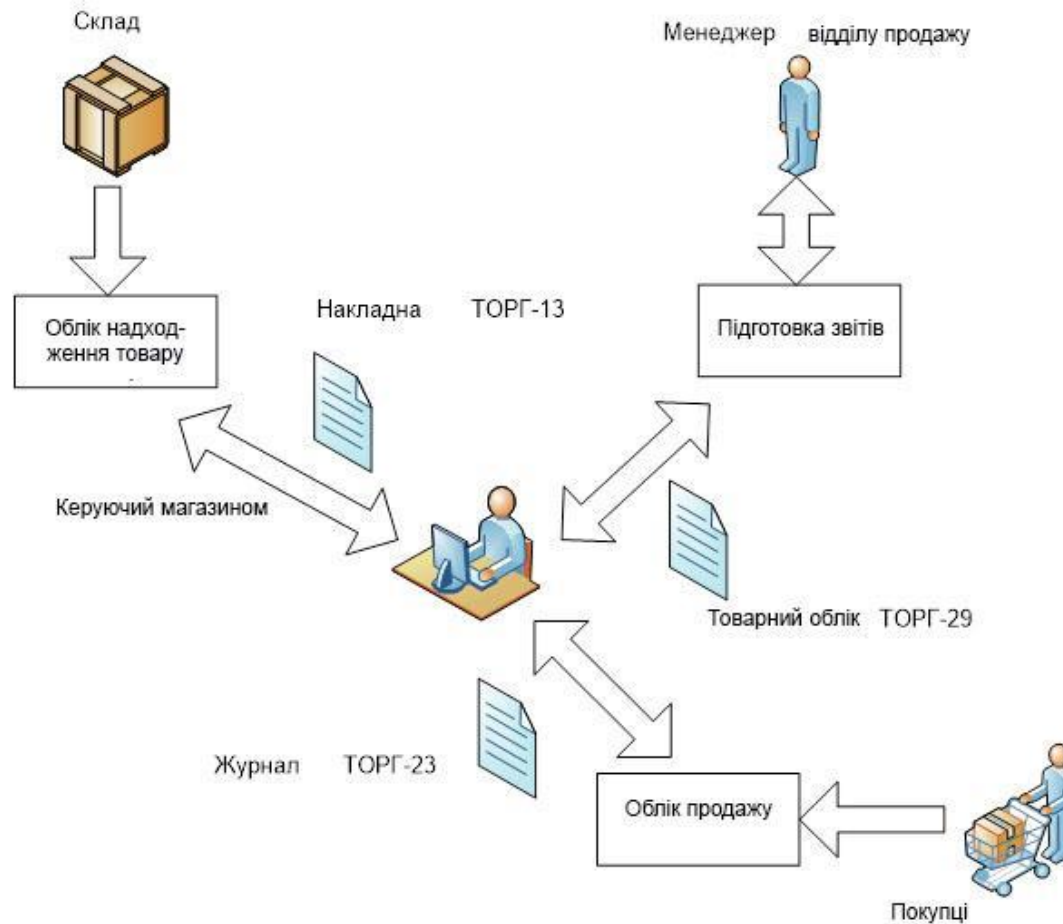 Склад
Менеджер відділу продажу
Облік надход-
ження товару
Накладна ТОРГ-13
Підготовка звітів
Керуючий магазином
Товарний облік ТОРГ-29
Журнал ТОРГ-23
Облік продажу
Покупці